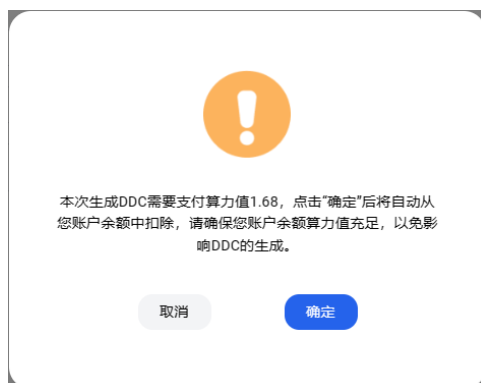 本次生成DDC需要支付算力值1.68，点击“确定”后将自动从
您账户余额中扣除，请确保您账户余额算力值充足，以免影
响DDC的生成。
取消
确定